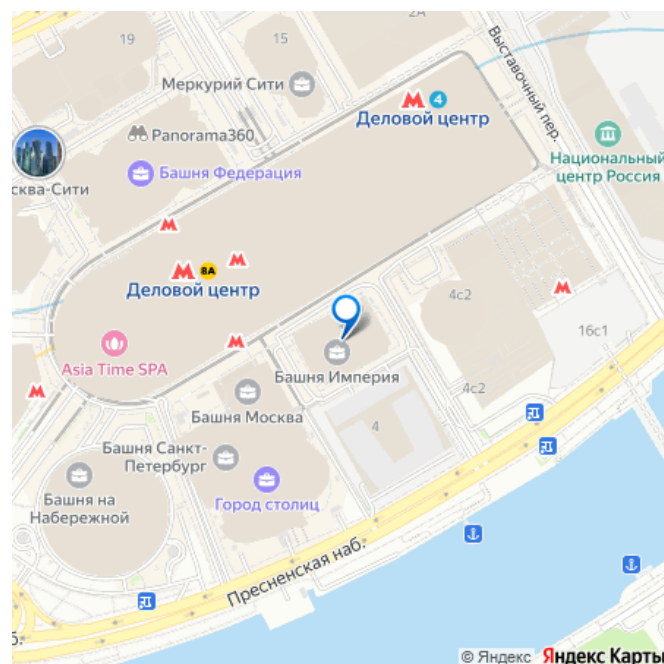 2А
19
15
Меркурий Сити
4
Деловой центр
Выставочный пер.
Panorama360
Национальный
центр Россия
сква-Сити
Башня Федерация
8А
Деловой центр
4с2
16с1
Asia Time SPA
Башня Империя
4с2
Башня Москва
4
Башня Санкт-
Петербург
Башня на
Набережной
Город столиц
Пресненская наб.
б.
© Яндекс Яндекс Карты